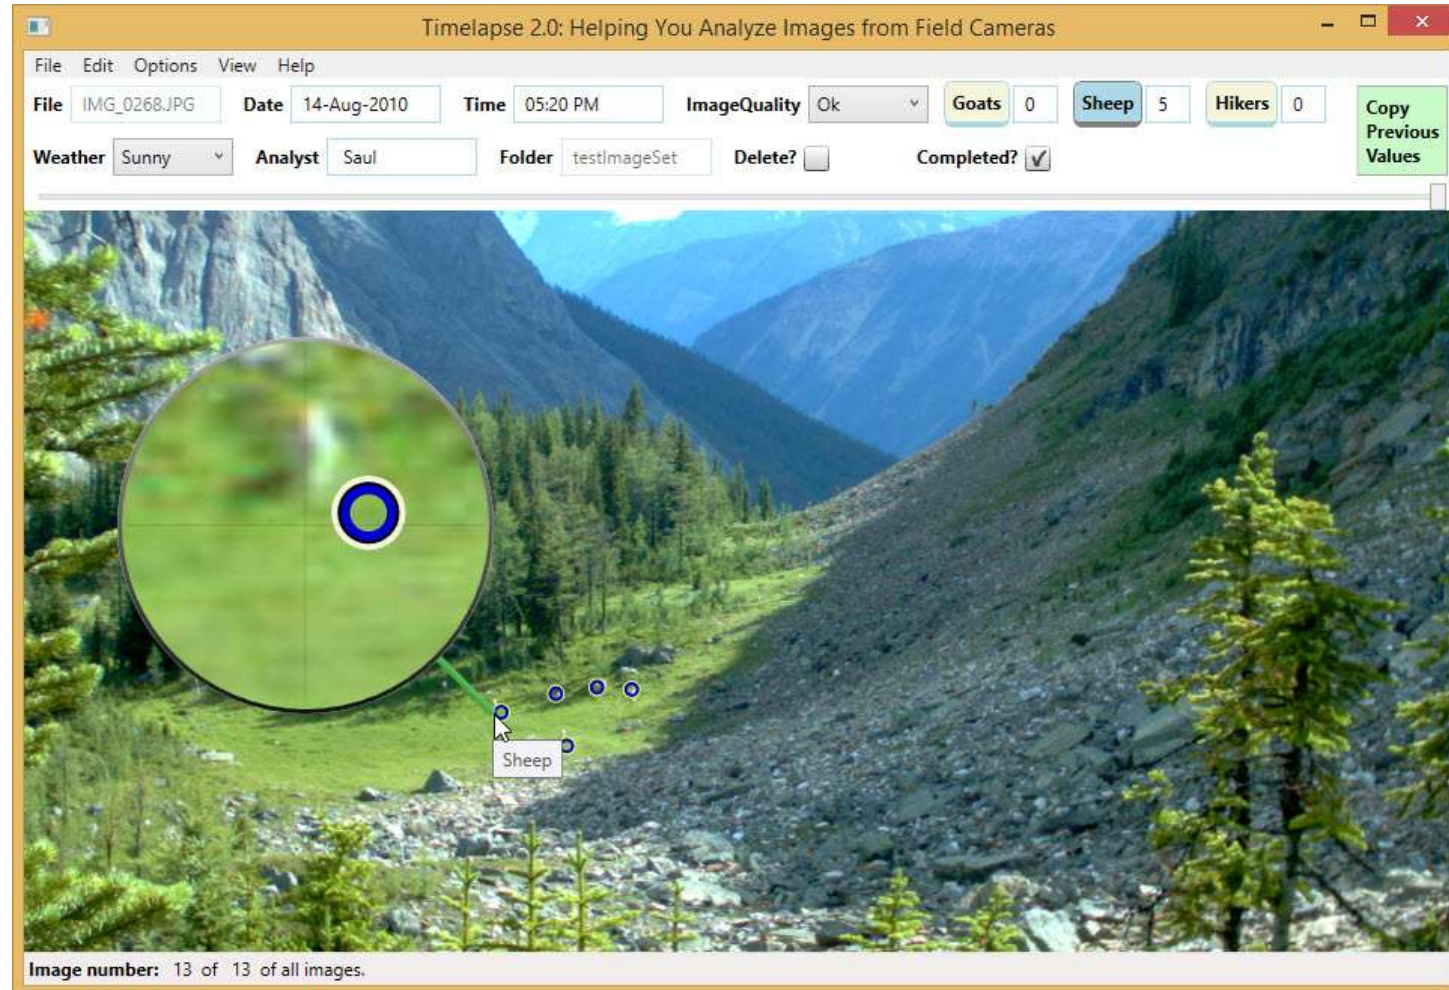 Timelapse 2.0: Helping You Analyze Images from Field Cameras
File Edit Options View Help
File IMG_0268.JPG Date 14-Aug-2010 Time 05:20 PM ImageQuality Ok Goats 0 Sheep 5 Hikers 0
Copy
Previous
Values
Weather Sunny Analyst Saul Folder testImageSet Delete? Completed?
Sheep
Image number: 13 of 13 of all images.